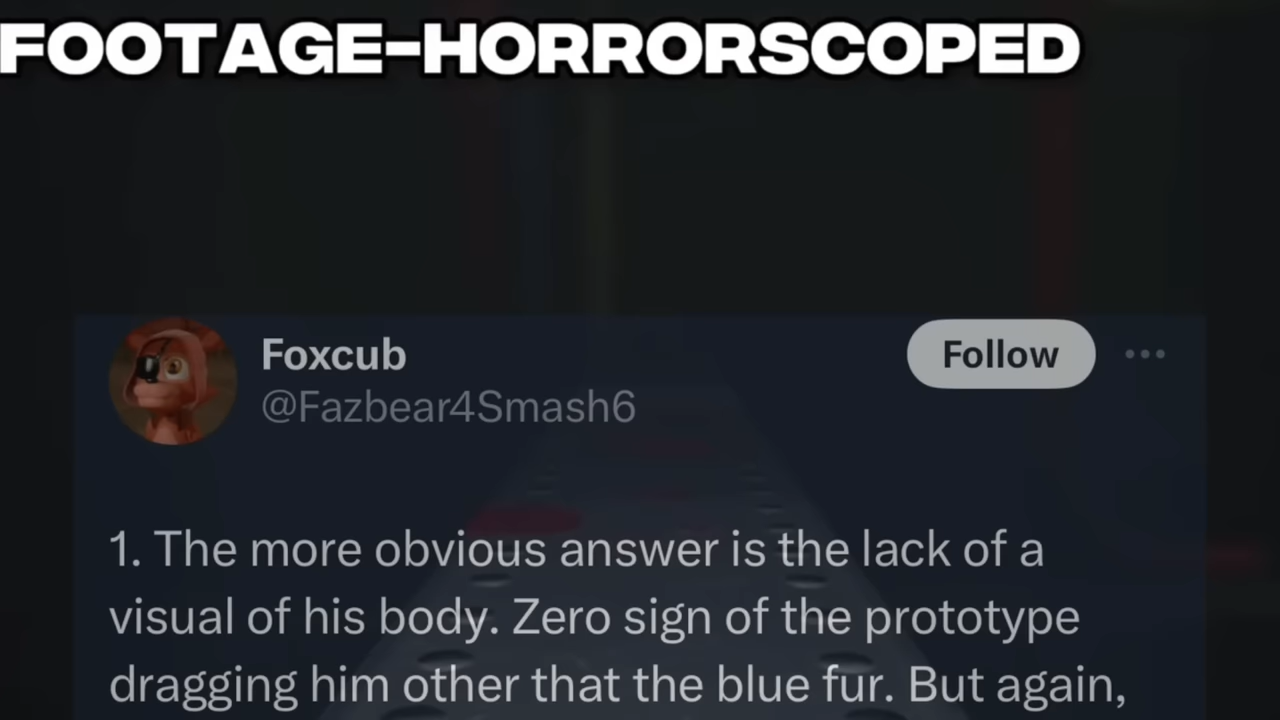 FOOTAGE-HORRORSCOPED
Foxcub
Follow
@Fazbear4Smash6
1. The more obvious answer is the lack of a
visual of his body. Zero sign of the prototype
dragging him other that the blue fur. But again,